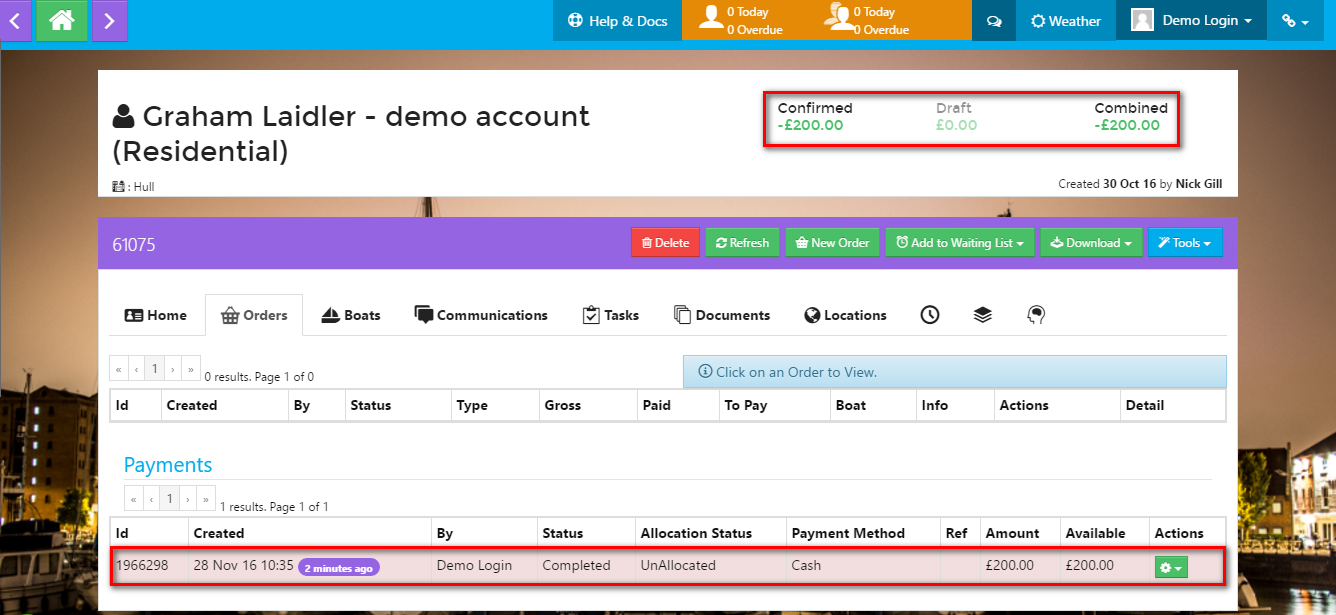 Help & Docs
0 Today
0 Overdue
0 Today
0 Overdue
Weather
Demo Login
Graham Laidler - demo account
(Residential)
Confirmed Draft Combined
-£200.00 £0.00 -£200.00
: Hull
Created 30 Oct 16 by Nick Gill
61075
Delete Refresh New Order Add to Waiting List Download Tools
Home Orders Boats Communications Tasks Documents Locations
« ‹ 1 › » 0 results. Page 1 of 0
Click on an Order to View.
Id Created By Status Type Gross Paid To Pay Boat Info Actions Detail
Payments
« ‹ 1 › » 1 results. Page 1 of 1
Id Created By Status Allocation Status Payment Method Ref Amount Available Actions
1966298 28 Nov 16 10:35 2 minutes ago Demo Login Completed UnAllocated Cash £200.00 £200.00